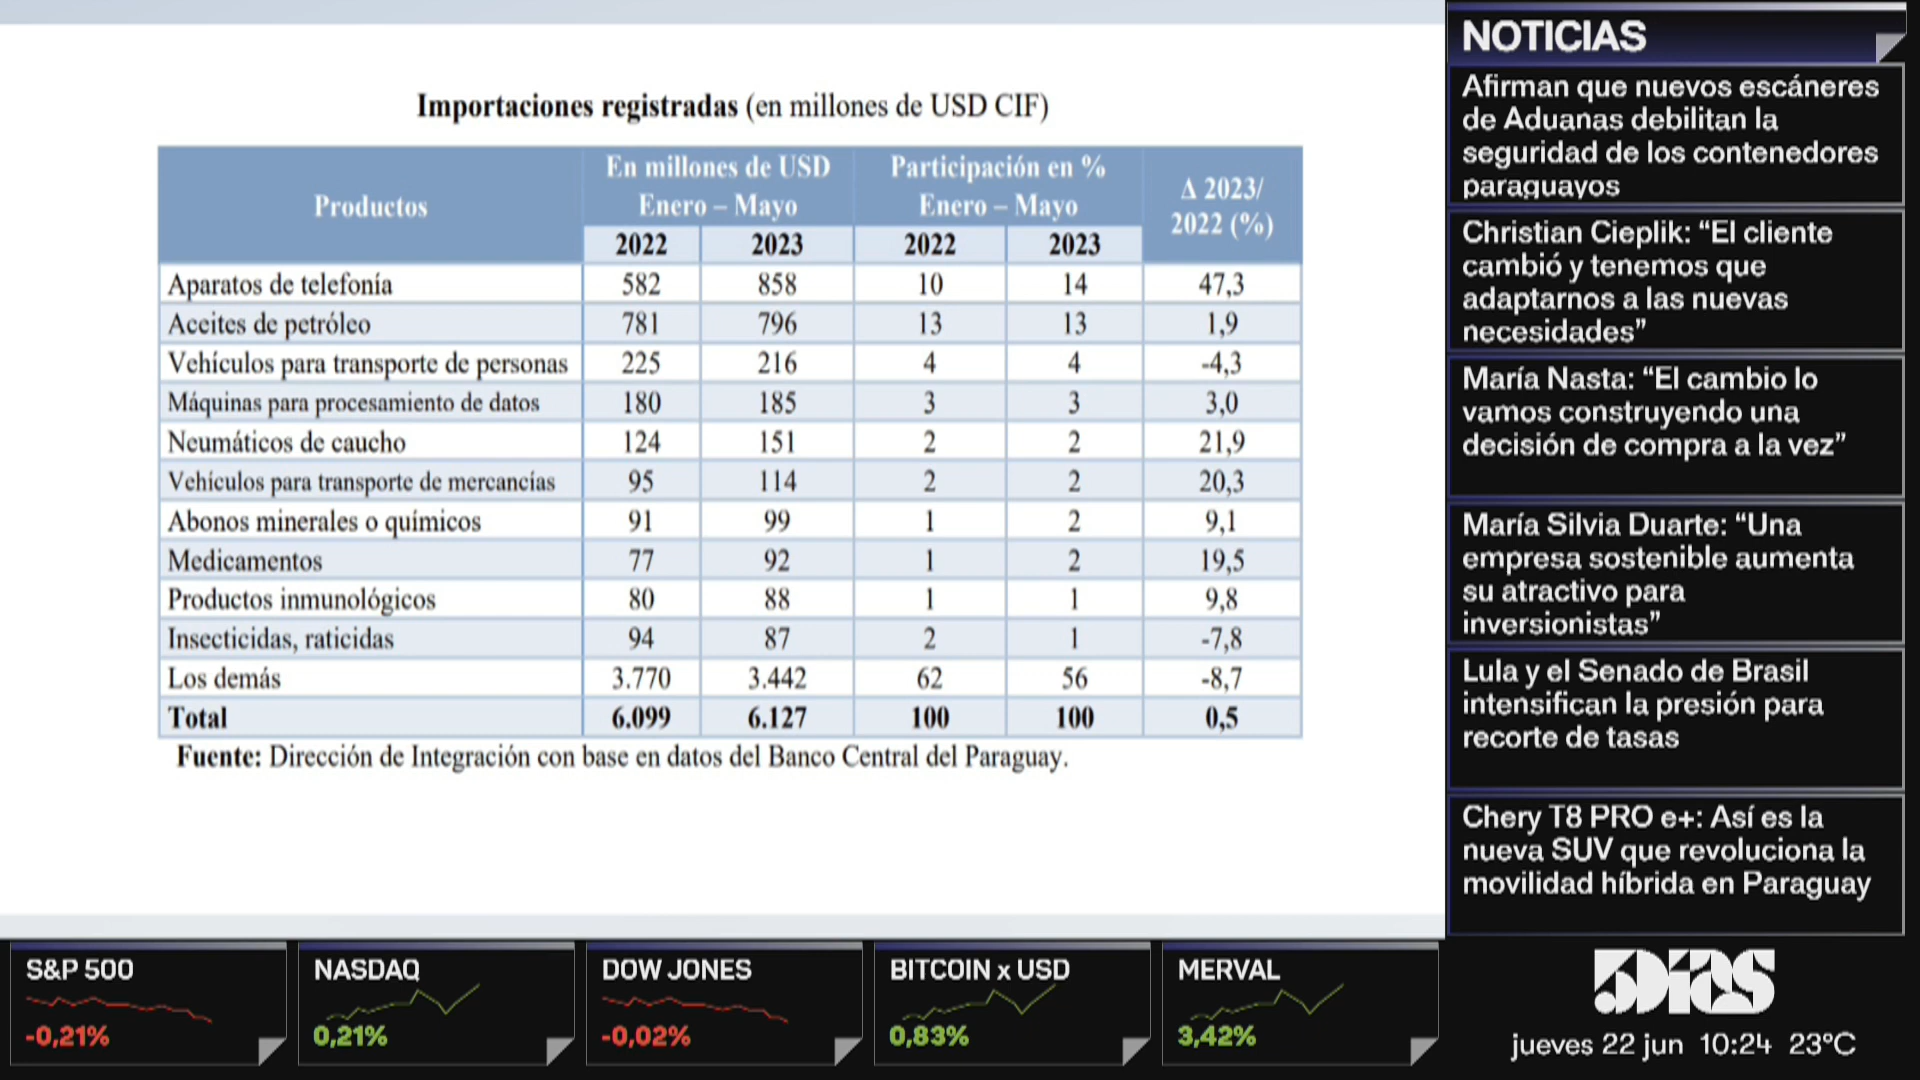 Importaciones registradas (en millones de USD CIF)
Productos
En millones de USD
Enero – Mayo
Participación en %
Enero – Mayo
Δ 2023/
2022 (%)
2022 2023 2022 2023
Aparatos de telefonía 582 858 10 14 47,3
Aceites de petróleo 781 796 13 13 1,9
Vehículos para transporte de personas 225 216 4 4 -4,3
Máquinas para procesamiento de datos 180 185 3 3 3,0
Neumáticos de caucho 124 151 2 2 21,9
Vehículos para transporte de mercancías 95 114 2 2 20,3
Abonos minerales o químicos 91 99 1 2 9,1
Medicamentos 77 92 1 2 19,5
Productos inmunológicos 80 88 1 1 9,8
Insecticidas, raticidas 94 87 2 1 -7,8
Los demás 3.770 3.442 62 56 -8,7
Total 6.099 6.127 100 100 0,5
Fuente: Dirección de Integración con base en datos del Banco Central del Paraguay.
NOTICIAS
Afirman que nuevos escáneres
de Aduanas debilitan la
seguridad de los contenedores
paraguayos
Christian Cieplik: “El cliente
cambió y tenemos que
adaptarnos a las nuevas
necesidades”
María Nasta: “El cambio lo
vamos construyendo una
decisión de compra a la vez”
María Silvia Duarte: “Una
empresa sostenible aumenta
su atractivo para
inversionistas”
Lula y el Senado de Brasil
intensifican la presión para
recorte de tasas
Chery T8 PRO e+: Así es la
nueva SUV que revoluciona la
movilidad híbrida en Paraguay
S&P 500
-0,21%
NASDAQ
0,21%
DOW JONES
-0,02%
BITCOIN x USD
0,83%
MERVAL
3,42%
5DÍAS
jueves 22 jun 10:24 23°C